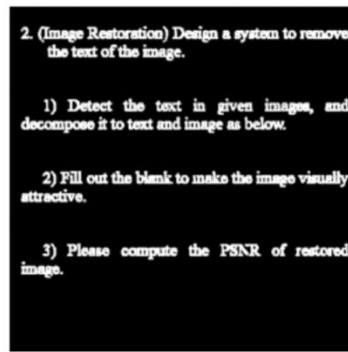 2. (Image Restoration) Design a system to remove
the text of the image.
1) Detect the text in given images, and
decompose it to text and image as below.
2) Fill out the blank to make the image visually
attractive.
3) Please compute the PSNR of restored
image.